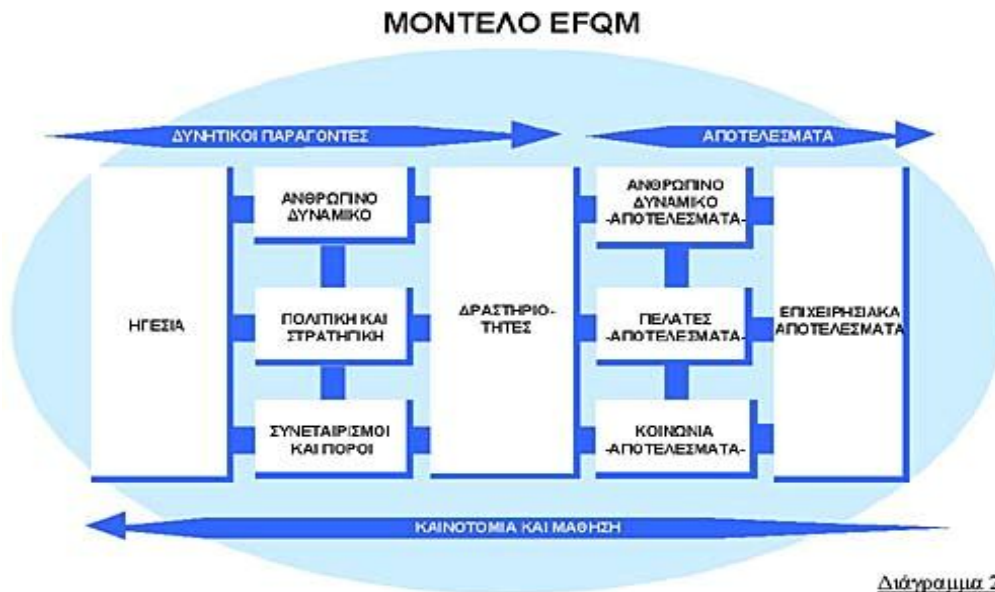 ΜΟΝΤΕΛΟ EFQM
ΔΥΝΗΤΙΚΟΙ ΠΑΡΑΓΟΝΤΕΣ
ΑΠΟΤΕΛΕΣΜΑΤΑ
ΗΓΕΣΙΑ
ΑΝΘΡΩΠΙΝΟ
ΔΥΝΑΜΙΚΟ
ΠΟΛΙΤΙΚΗ ΚΑΙ
ΣΤΡΑΤΗΓΙΚΗ
ΣΥΝΕΤΑΙΡΙΣΜΟΙ
ΚΑΙ ΠΟΡΟΙ
ΔΡΑΣΤΗΡΙΟ-
ΤΗΤΕΣ
ΑΝΘΡΩΠΙΝΟ
ΔΥΝΑΜΙΚΟ
-ΑΠΟΤΕΛΕΣΜΑΤΑ-
ΠΕΛΑΤΕΣ
-ΑΠΟΤΕΛΕΣΜΑΤΑ-
ΚΟΙΝΩΝΙΑ
-ΑΠΟΤΕΛΕΣΜΑΤΑ-
ΕΠΙΧΕΙΡΗΣΙΑΚΑ
ΑΠΟΤΕΛΕΣΜΑΤΑ
ΚΑΙΝΟΤΟΜΙΑ ΚΑΙ ΜΑΘΗΣΗ
Διάγραμμα 2